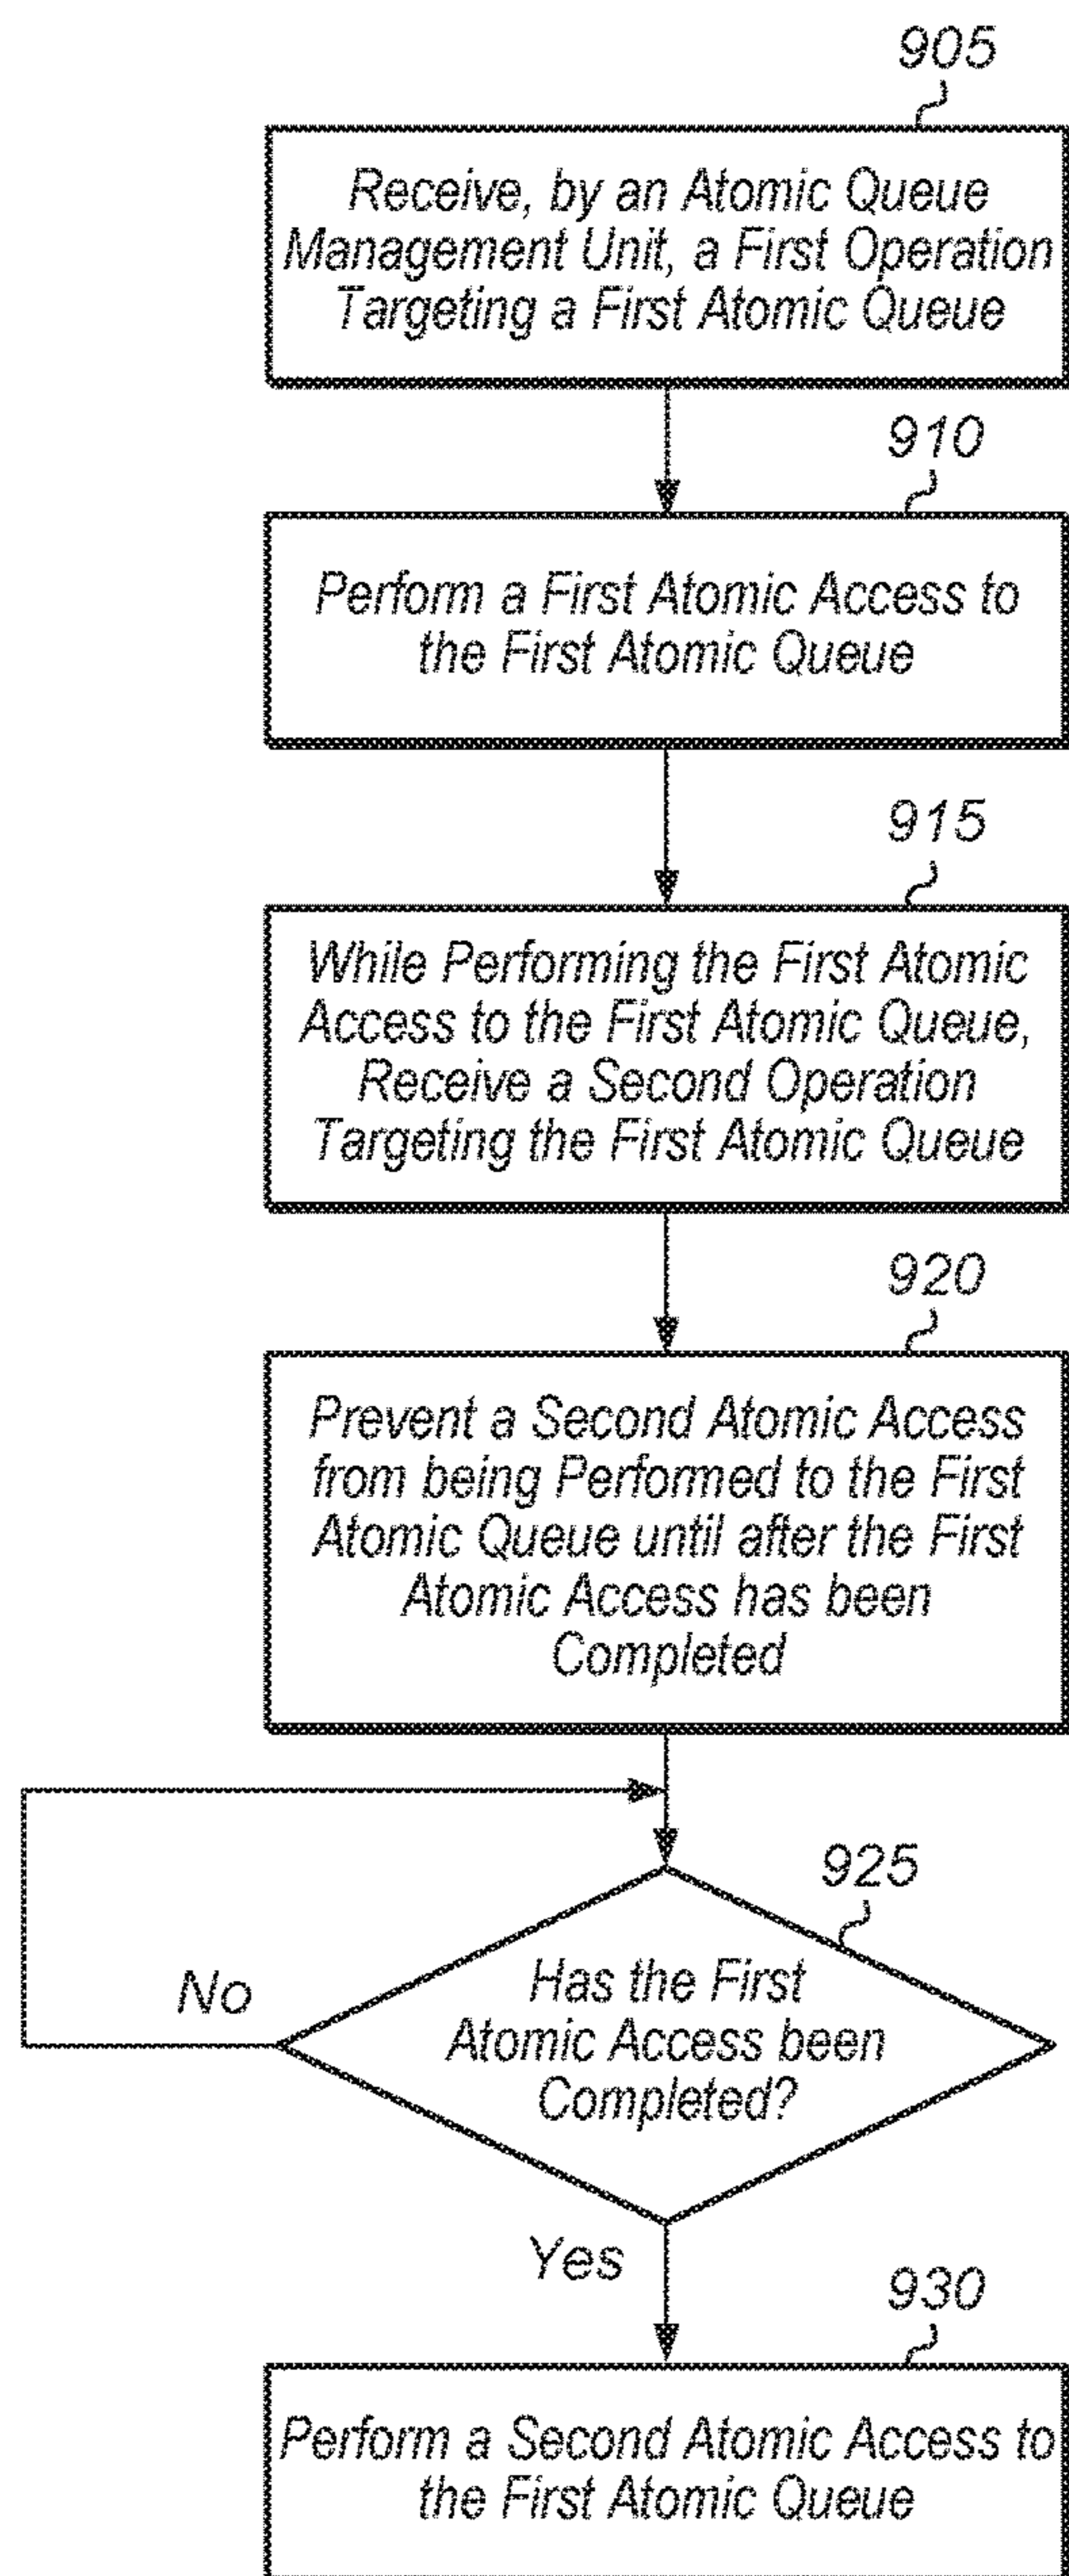 905
Receive, by an Atomic Queue
Management Unit, a First Operation
Targeting a First Atomic Queue
910
Perform a First Atomic Access to
the First Atomic Queue
915
While Performing the First Atomic
Access to the First Atomic Queue,
Receive a Second Operation
Targeting the First Atomic Queue
920
Prevent a Second Atomic Access
from being Performed to the First
Atomic Queue until after the First
Atomic Access has been
Completed
925
Has the First
Atomic Access been
Completed?
No
Yes
930
Perform a Second Atomic Access to
the First Atomic Queue